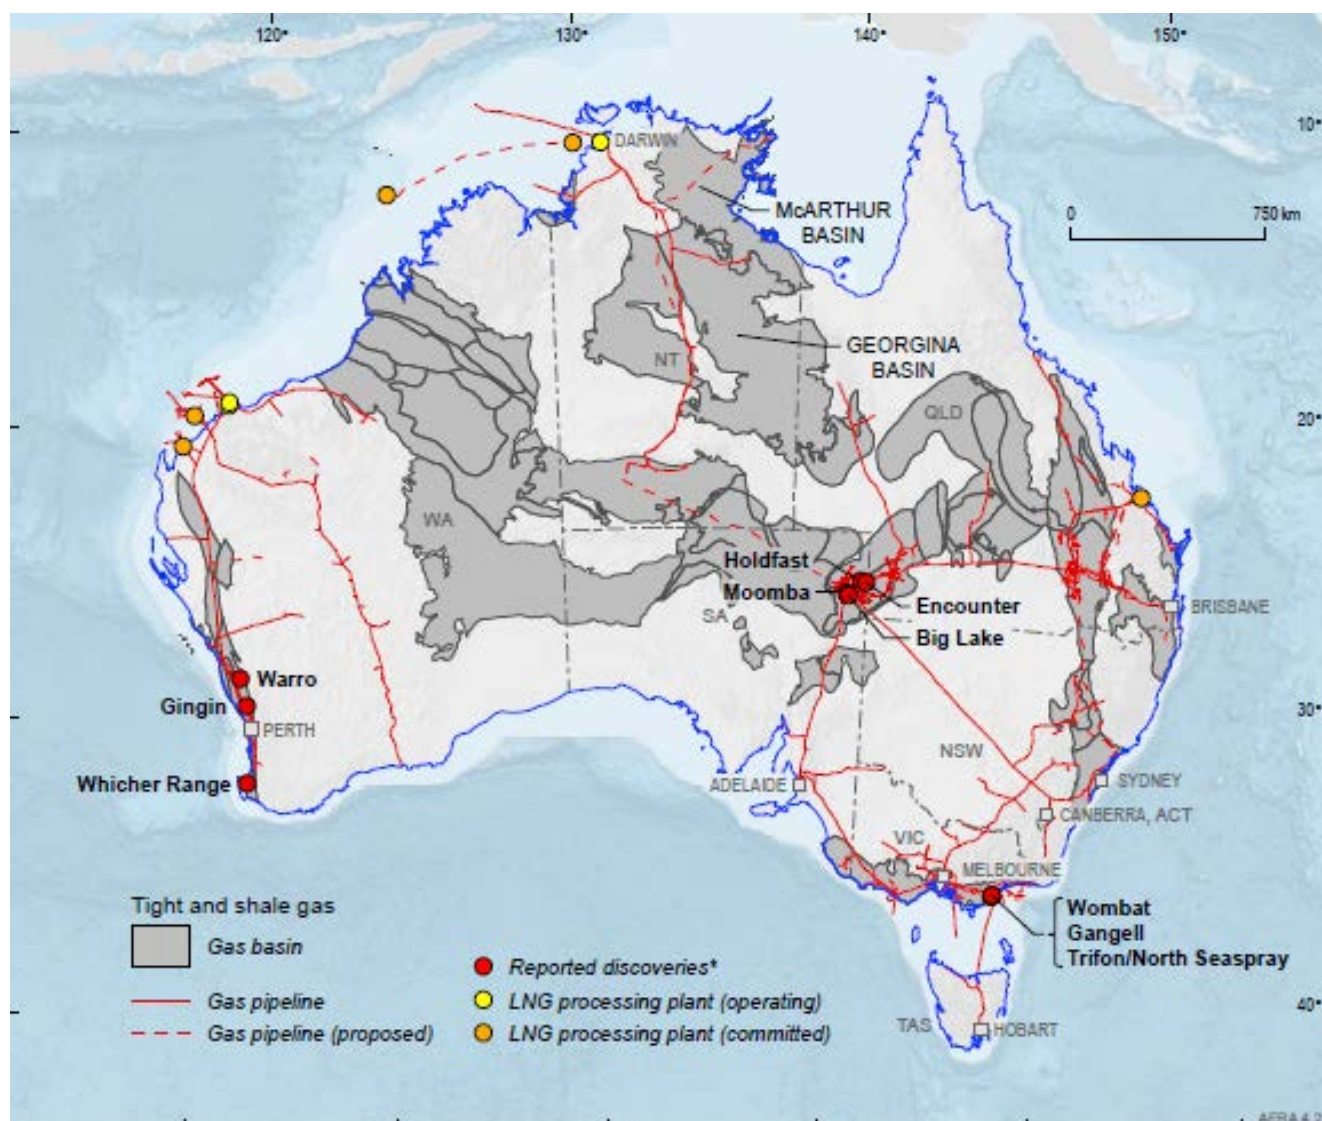 120°
130°
140°
150°
10°
DARWIN
McARTHUR
BASIN
0
750 km
GEORGINA
BASIN
NT
QLD
20°
WA
Holdfast
Moomba
Encounter
Big Lake
SA
BRISBANE
Warro
Gingin
PERTH
30°
NSW
Whicher Range
ADELAIDE
SYDNEY
CANBERRA, ACT
VIC
MELBOURNE
Wombat
Gangell
Trifon/North Seaspray
Tight and shale gas
Gas basin
Gas pipeline
Gas pipeline (proposed)
Reported discoveries*
LNG processing plant (operating)
LNG processing plant (committed)
40°
TAS
HOBART